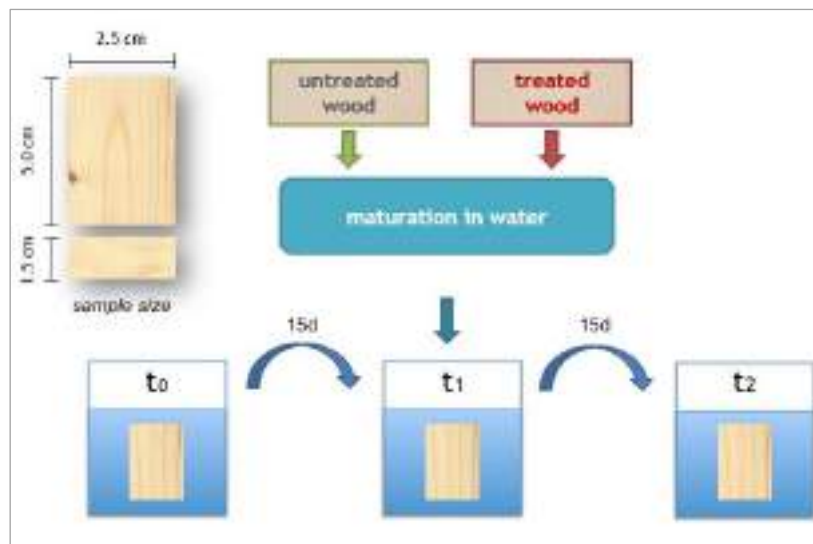 2.5 cm
untreated
wood
treated
wood
5.0 cm
maturation in water
1.5 cm
sample size
15d
15d
t0
t1
t2